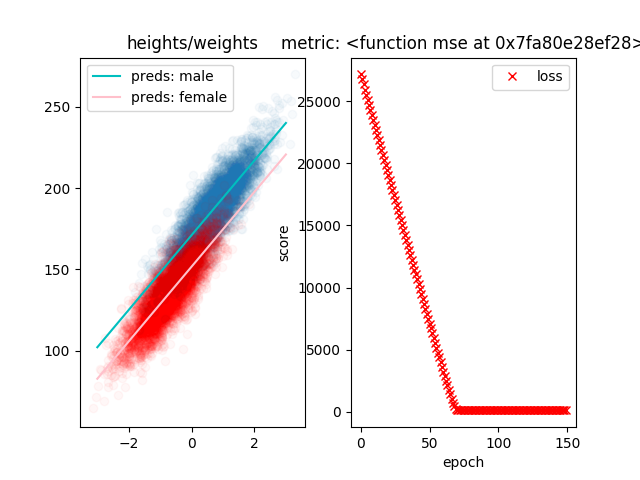 heights/weights
preds: male
preds: female
250
200
150
100
−2
0
2
metric: <function mse at 0x7fa80e28ef28>
loss
score
25000
20000
15000
10000
5000
0
0
50
100
150
epoch